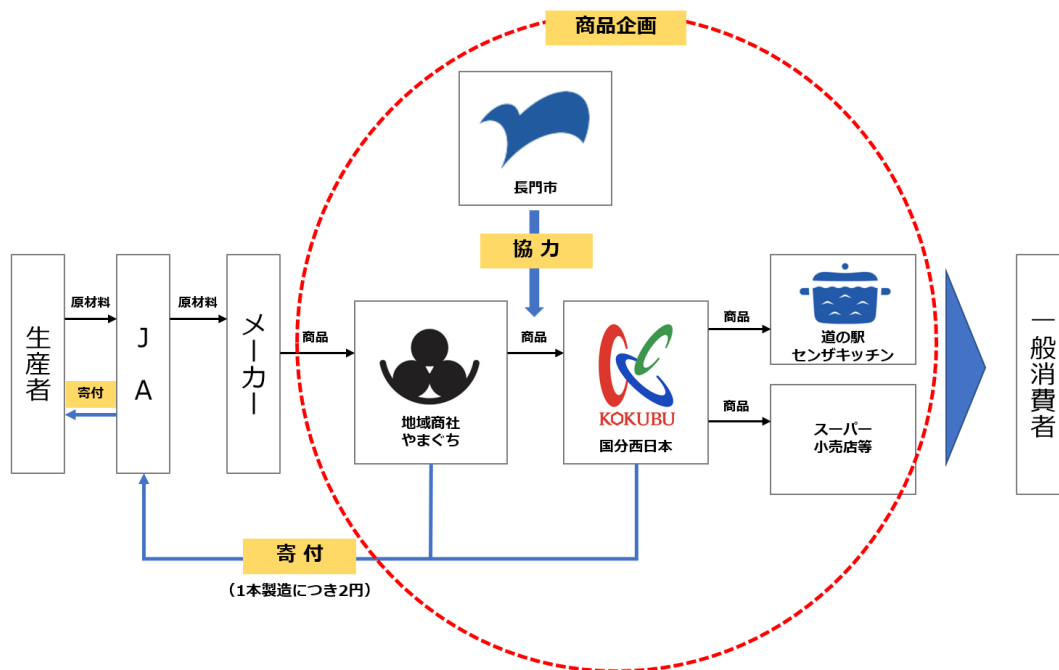 商品企画
長門市
協 力
生産者
原材料
寄付
JA
原材料
メーカー
商品
地域商社
やまぐち
商品
KOKUBU
国分西日本
商品
道の駅
センザキッチン
商品
スーパー
小売店等
一般消費者
寄 付
（1本製造につき2円）